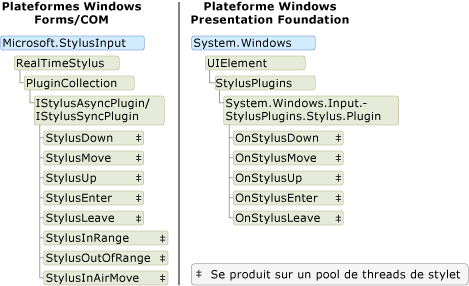 Plateformes Windows
Forms/COM
Microsoft.StylusInput
RealTimeStylus
PluginCollection
IStylusAsyncPlugin/
IStylusSyncPlugin
StylusDown ‡
StylusMove ‡
StylusUp ‡
StylusEnter ‡
StylusLeave ‡
StylusInRange ‡
StylusOutOfRange ‡
StylusInAirMove ‡
Plateforme Windows
Presentation Foundation
System.Windows
UIElement
StylusPlugins
System.Windows.Input.-
StylusPlugins.Stylus.Plugin
OnStylusDown ‡
OnStylusMove ‡
OnStylusUp ‡
OnStylusEnter ‡
OnStylusLeave ‡
‡ Se produit sur un pool de threads de stylet